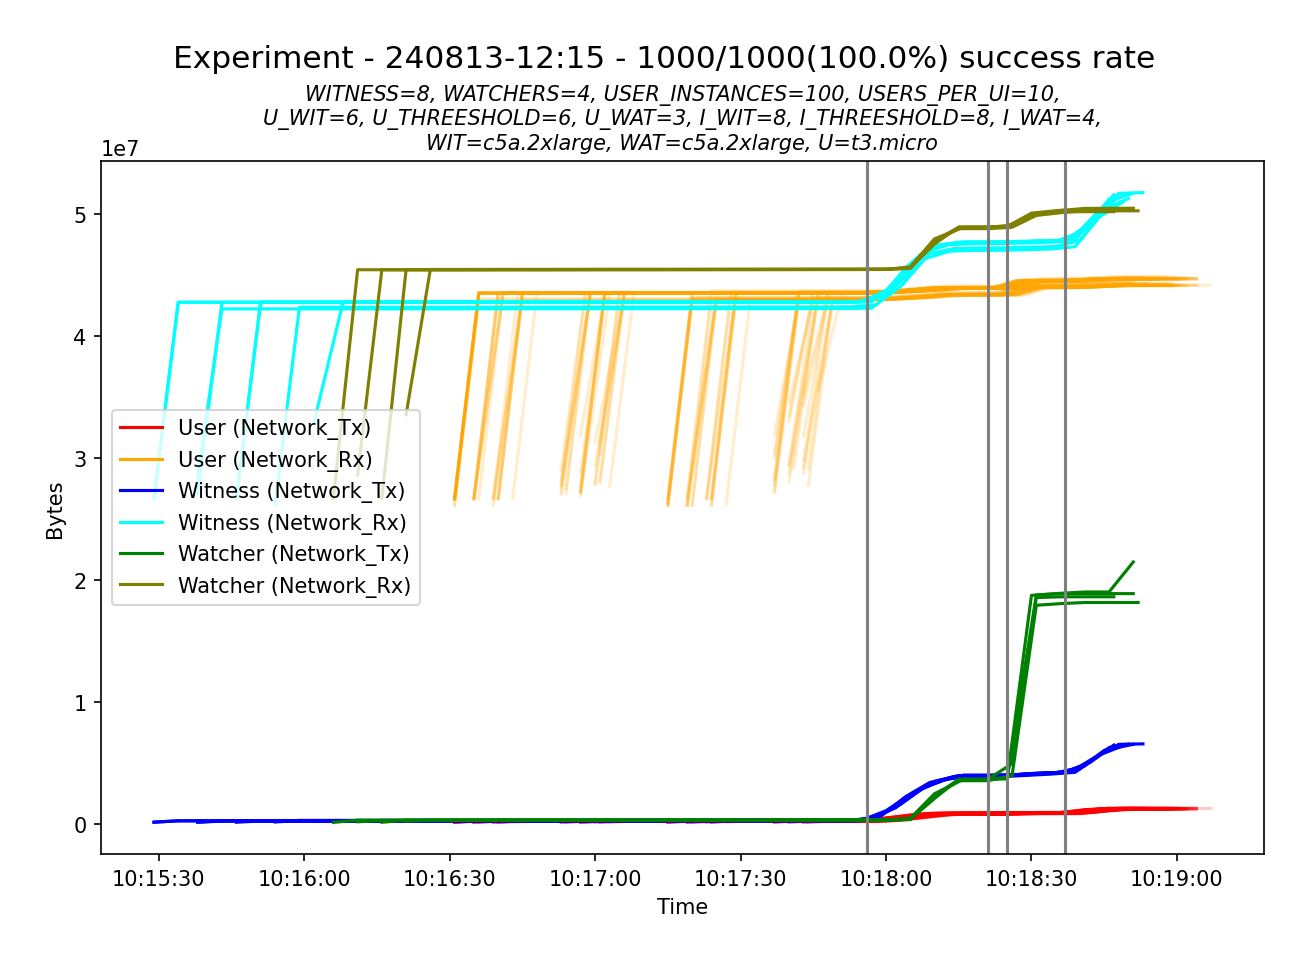 Experiment - 240813-12:15 - 1000/1000(100.0%) success rate
WITNESS=8, WATCHERS=4, USER_INSTANCES=100, USERS_PER_UI=10,
U_WIT=6, U_THREESHOLD=6, U_WAT=3, I_WIT=8, I_THREESHOLD=8, I_WAT=4,
WIT=c5a.2xlarge, WAT=c5a.2xlarge, U=t3.micro
1e7
5
4
3
2
1
0
Bytes
User (Network_Tx)
User (Network_Rx)
Witness (Network_Tx)
Witness (Network_Rx)
Watcher (Network_Tx)
Watcher (Network_Rx)
10:15:30 10:16:00 10:16:30 10:17:00 10:17:30 10:18:00 10:18:30 10:19:00
Time